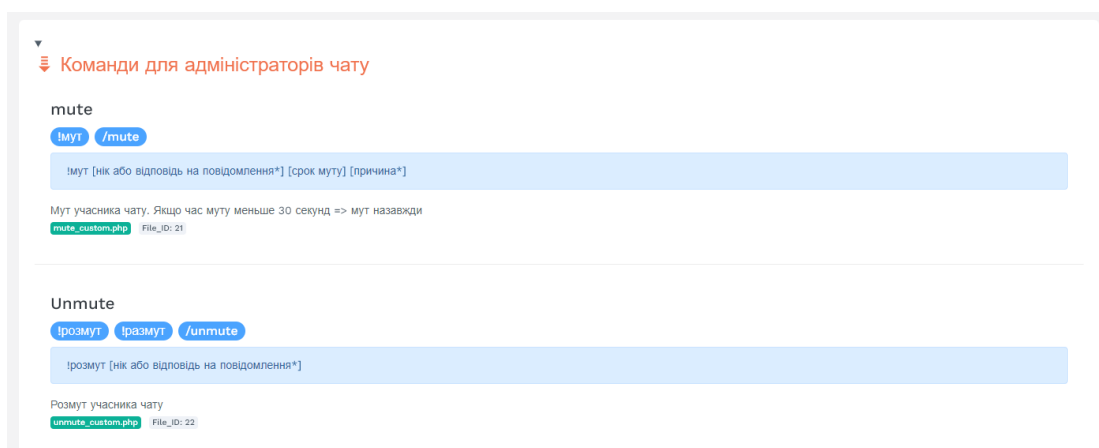 Команди для адміністраторів чату
mute
!мут /mute
!мут [нік або відповідь на повідомлення*] [срок муту] [причина*]
Мут учасника чату. Якщо час муту меньше 30 секунд => мут назавжди
mute_custom.php File_ID: 21
Unmute
!розмут !размут /unmute
!розмут [нік або відповідь на повідомлення*]
Розмут учасника чату
unmute_custom.php File_ID: 22